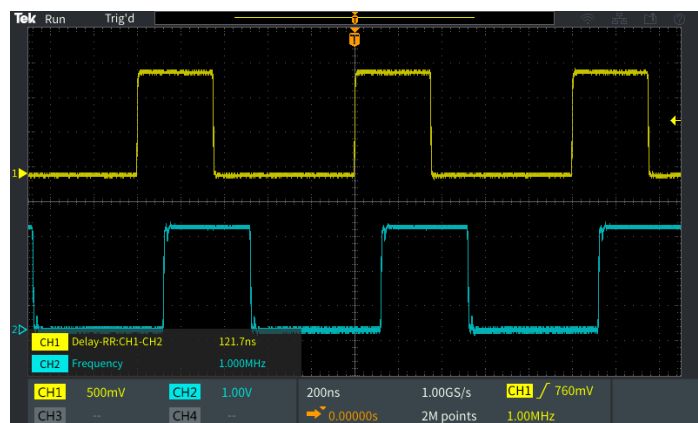 Tek Run Trig'd
T
T
1
2
CH1 Delay-RR:CH1-CH2 121.7ns
CH2 Frequency 1.000MHz
CH1 500mV CH2 1.00V 200ns 1.00GS/s CH1 760mV
CH3 -- CH4 -- 0.00000s 2M points 1.00MHz